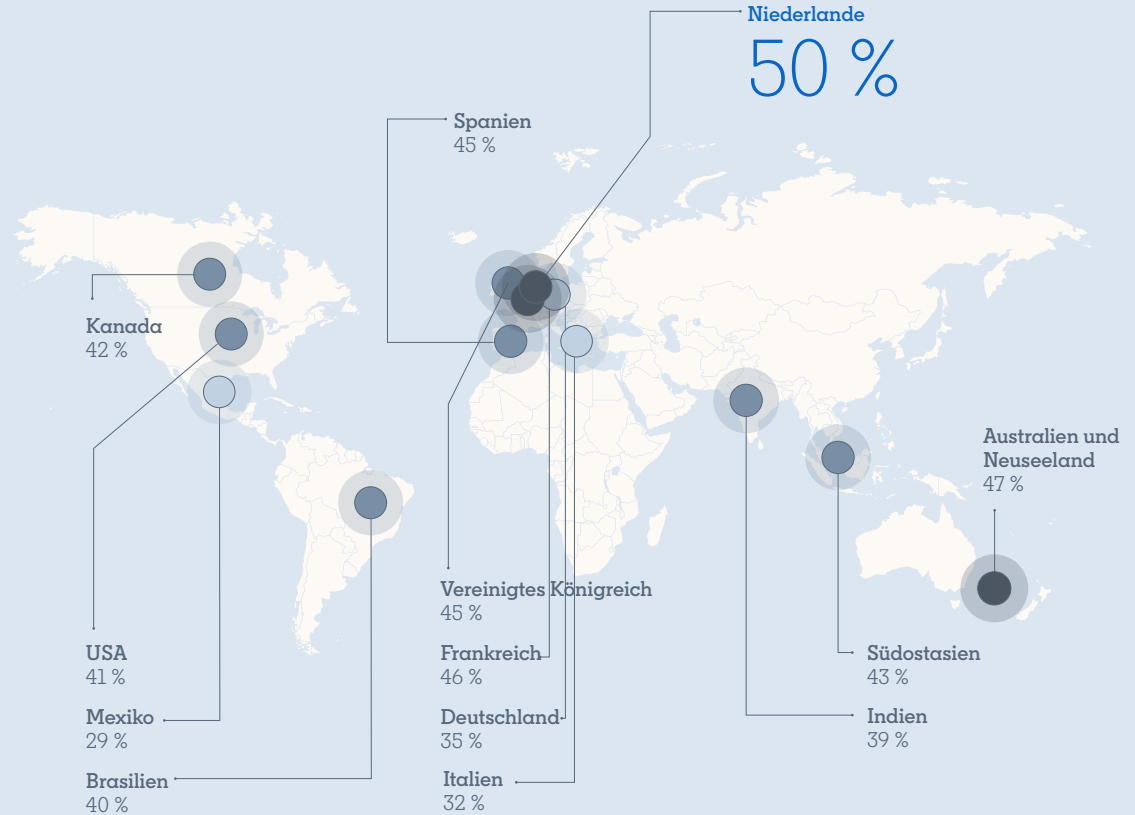 Niederlande
50 %
Spanien
45 %
Kanada
42 %
Australien und
Neuseeland
47 %
Vereinigtes Königreich
45 %
USA
41 %
Frankreich
46 %
Südostasien
43 %
Mexiko
29 %
Deutschland
35 %
Indien
39 %
Brasilien
40 %
Italien
32 %